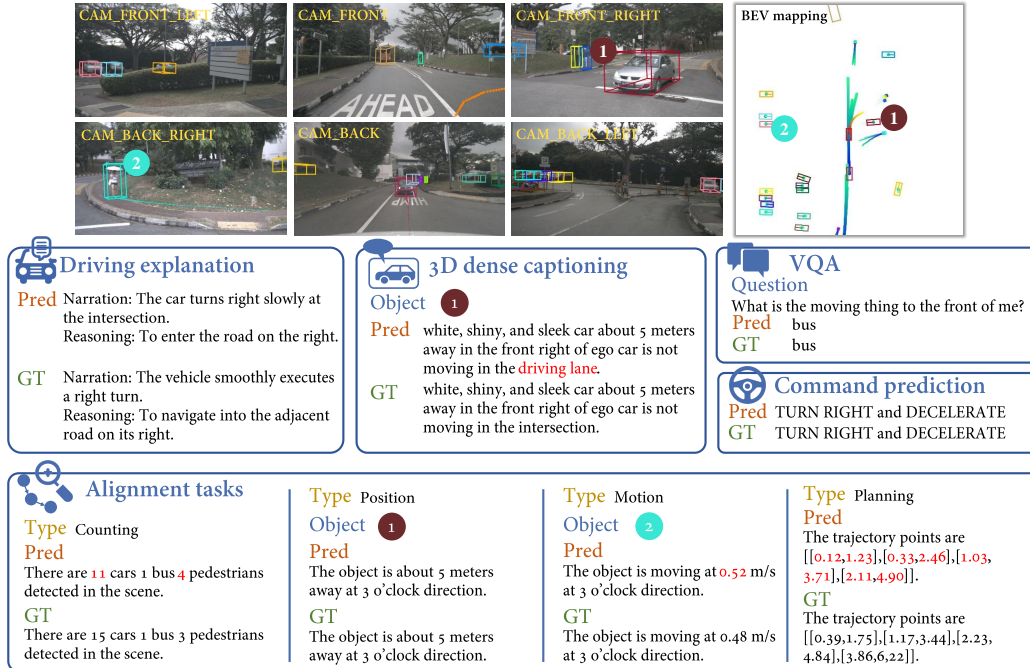 CAM_FRONT_LEFT
CAM_FRONT
CAM_FRONT_RIGHT
BEV mapping
AHEAD
1
1
2
CAM_BACK_RIGHT
CAM_BACK
CAM_BACK_LEFT
2
HUMP
Driving explanation
Pred
Narration: The car turns right slowly at
the intersection.
Reasoning: To enter the road on the right.
GT
Narration: The vehicle smoothly executes
a right turn.
Reasoning: To navigate into the adjacent
road on its right.
3D dense captioning
Object 1
Pred
white, shiny, and sleek car about 5 meters
away in the front right of ego car is not
moving in the driving lane.
GT
white, shiny, and sleek car about 5 meters
away in the front right of ego car is not
moving in the intersection.
VQA
Question
What is the moving thing to the front of me?
Pred bus
GT bus
Command prediction
Pred TURN RIGHT and DECELERATE
GT TURN RIGHT and DECELERATE
Alignment tasks
Type Counting
Pred
There are 11 cars 1 bus 4 pedestrians
detected in the scene.
GT
There are 15 cars 1 bus 3 pedestrians
detected in the scene.
Type Position
Object 1
Pred
The object is about 5 meters
away at 3 o'clock direction.
GT
The object is about 5 meters
away at 3 o'clock direction.
Type Motion
Object 2
Pred
The object is moving at 0.52 m/s
at 3 o'clock direction.
GT
The object is moving at 0.48 m/s
at 3 o'clock direction.
Type Planning
Pred
The trajectory points are
[[0.12,1.23],[0.33,2.46],[1.03,
3.71],[2.11,4.90]].
GT
The trajectory points are
[[0.39,1.75],[1.17,3.44],[2.23,
4.84],[3.86,6,22]].